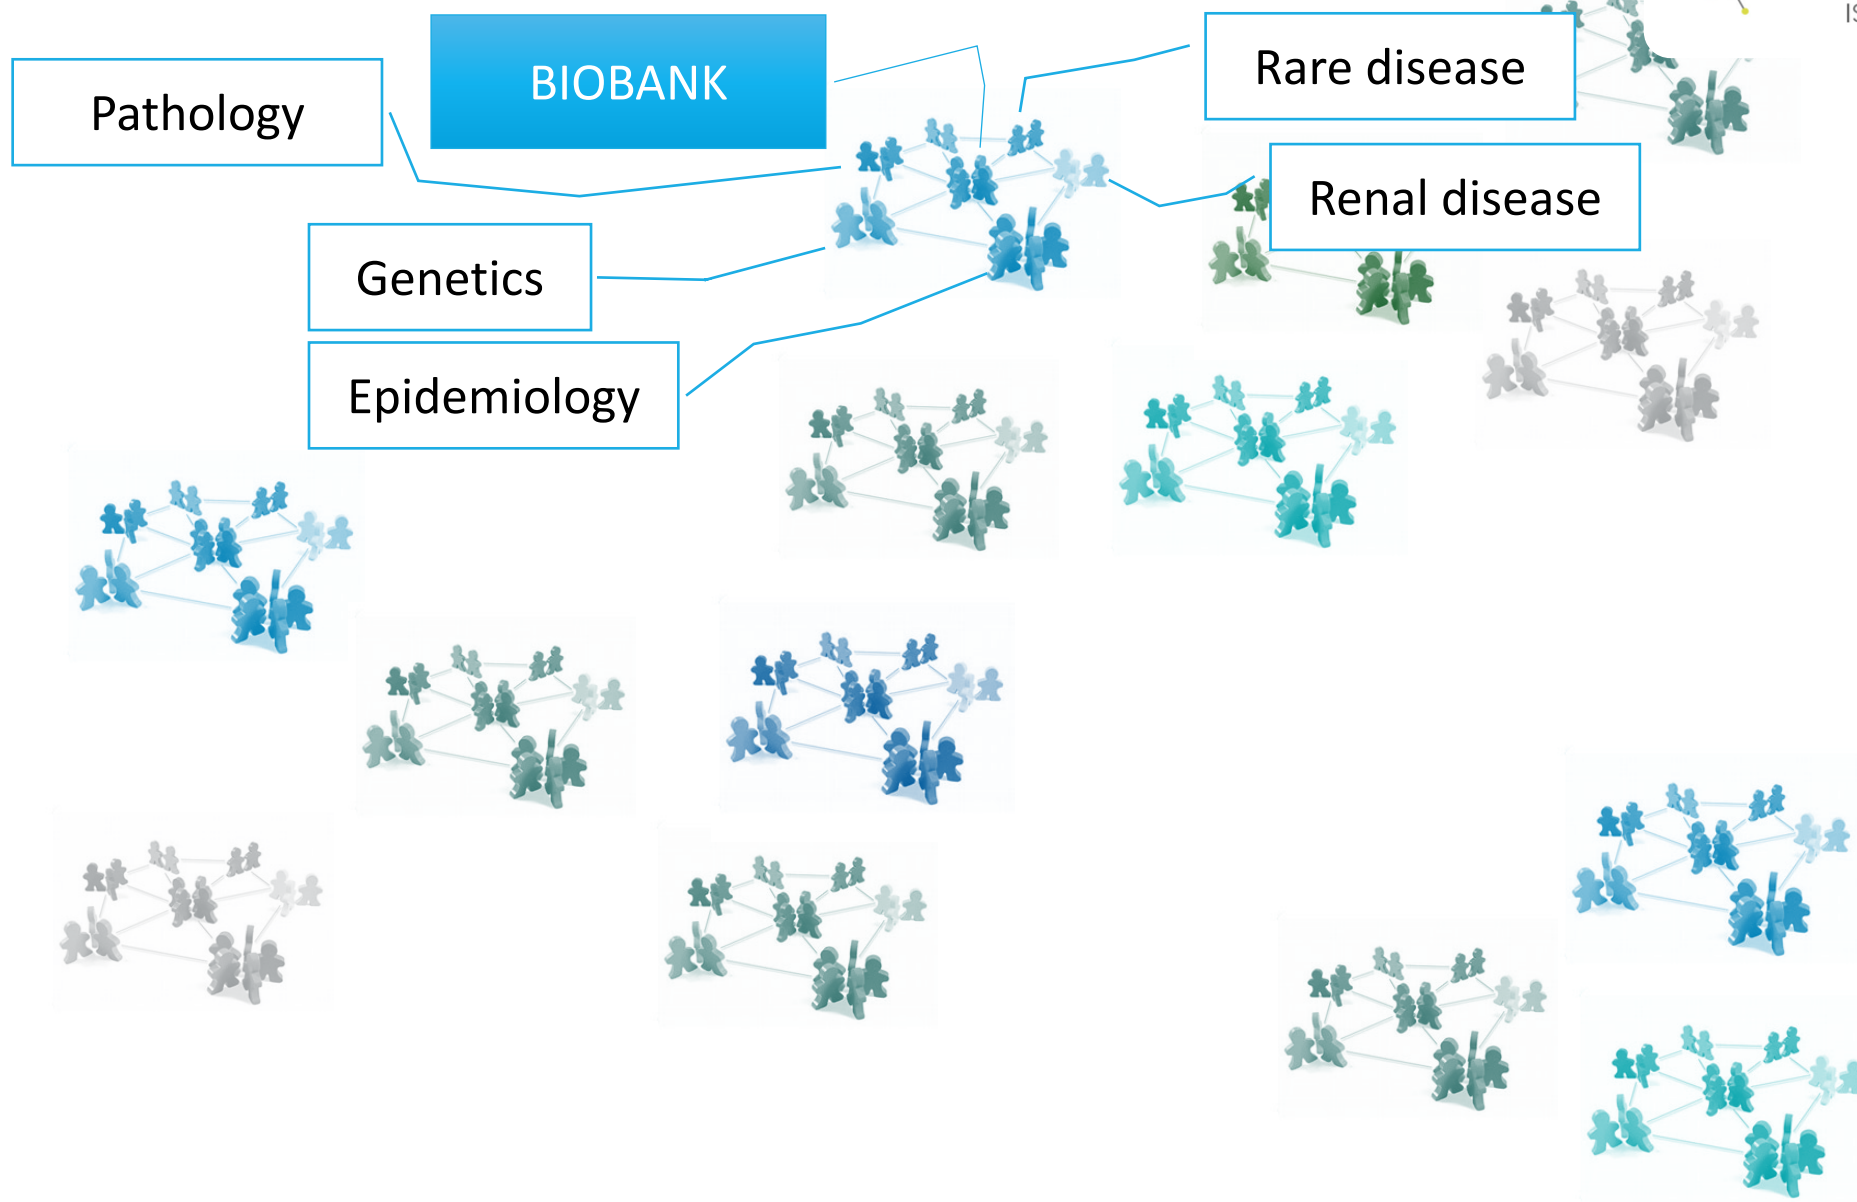 BIOBANK
Rare disease
Pathology
Renal disease
Genetics
Epidemiology